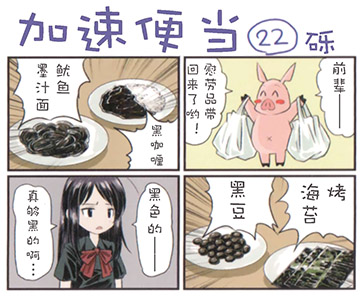 加速便当 22 砾
前辈——
慰劳品带
回来了哟!
黑咖喱
鱿鱼
墨汁面
烤
海苔
黑豆
黑色的——
真够黑的啊…